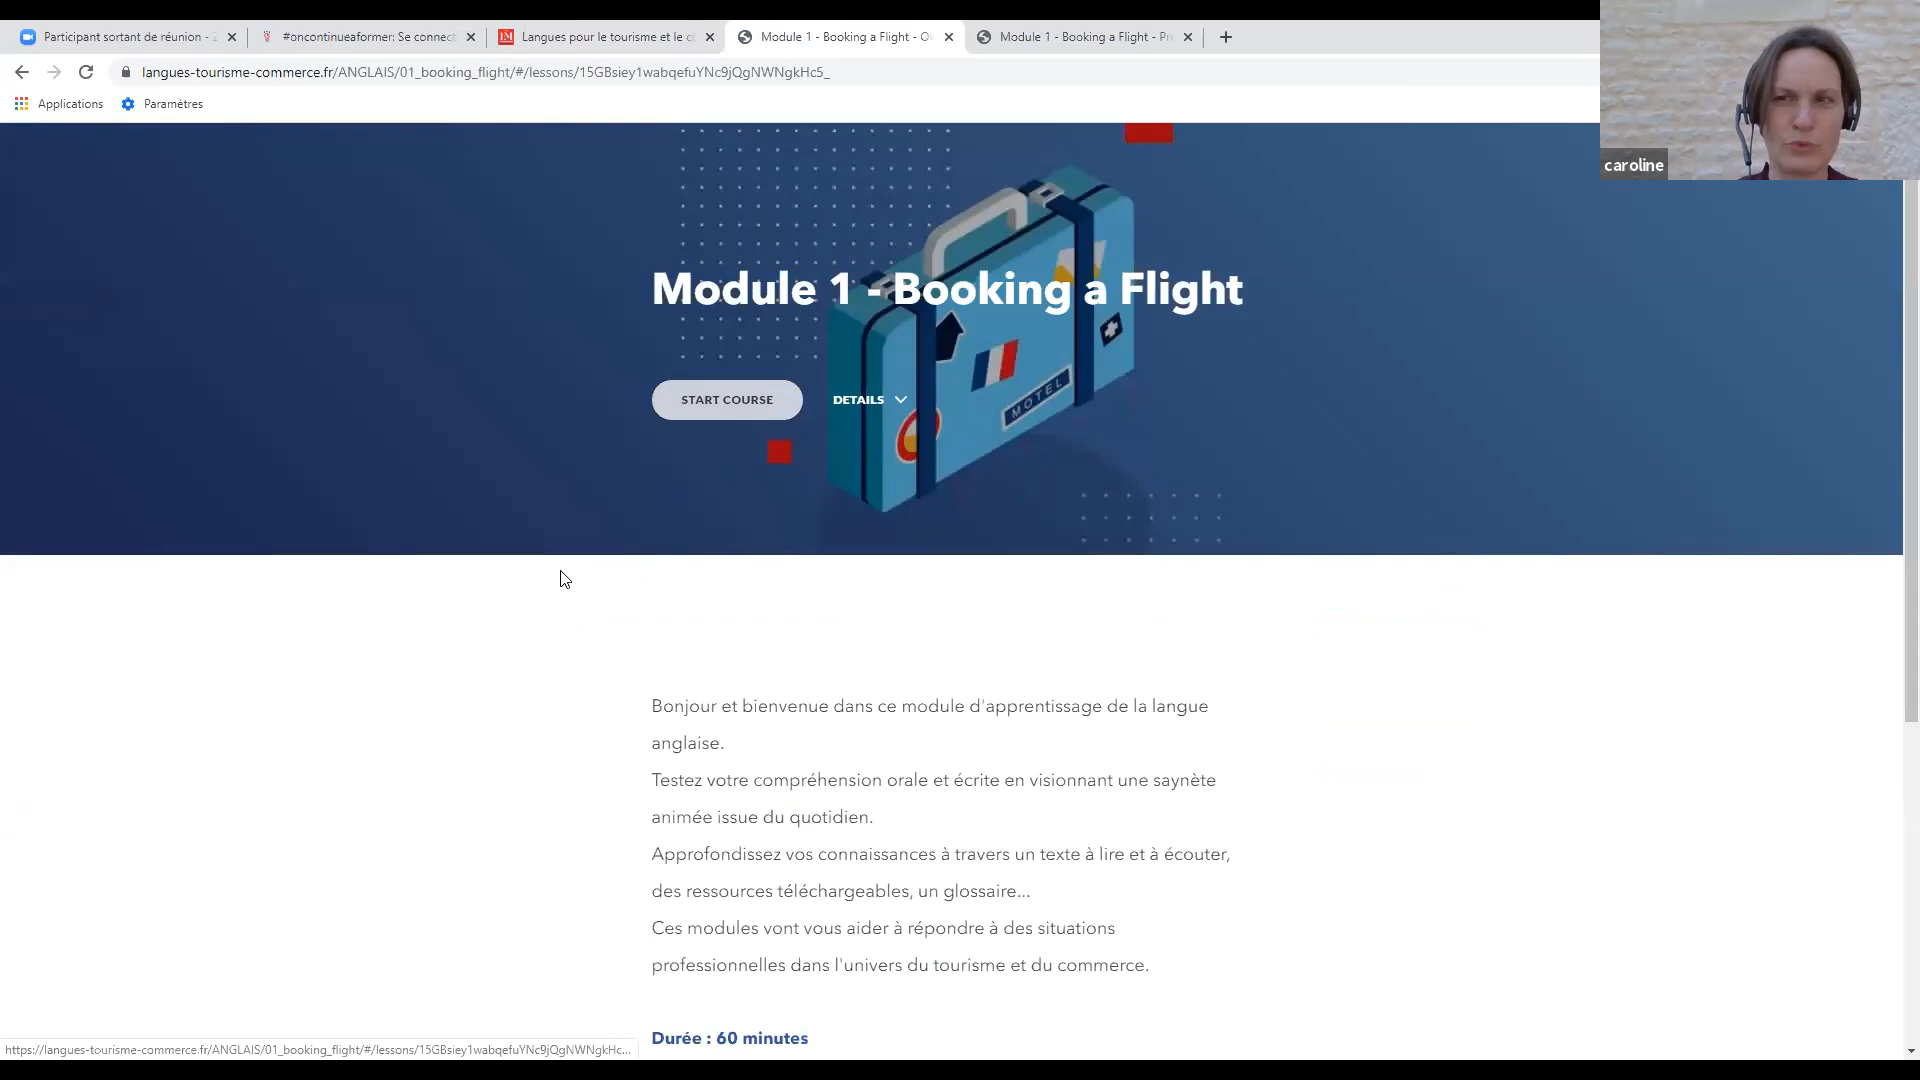 Participant sortant de réunion - 
#oncontinueaformer: Se connect
Langues pour le tourisme et le c
Module 1 - Booking a Flight - O
Module 1 - Booking a Flight - Pr
langues-tourisme-commerce.fr/ANGLAIS/01_booking_flight/#/lessons/15GBsiey1wabqefuYNc9jQgNWNgkHc5_
Applications
Paramètres
caroline
Module 1 - Booking a Flight
START COURSE
DETAILS
MOTEL
Bonjour et bienvenue dans ce module d'apprentissage de la langue
anglaise.
Testez votre compréhension orale et écrite en visionnant une saynète
animée issue du quotidien.
Approfondissez vos connaissances à travers un texte à lire et à écouter,
des ressources téléchargeables, un glossaire...
Ces modules vont vous aider à répondre à des situations
professionnelles dans l'univers du tourisme et du commerce.
Durée : 60 minutes
https://langues-tourisme-commerce.fr/ANGLAIS/01_booking_flight/#/lessons/15GBsiey1wabqefuYNc9jQgNWNgkHc...